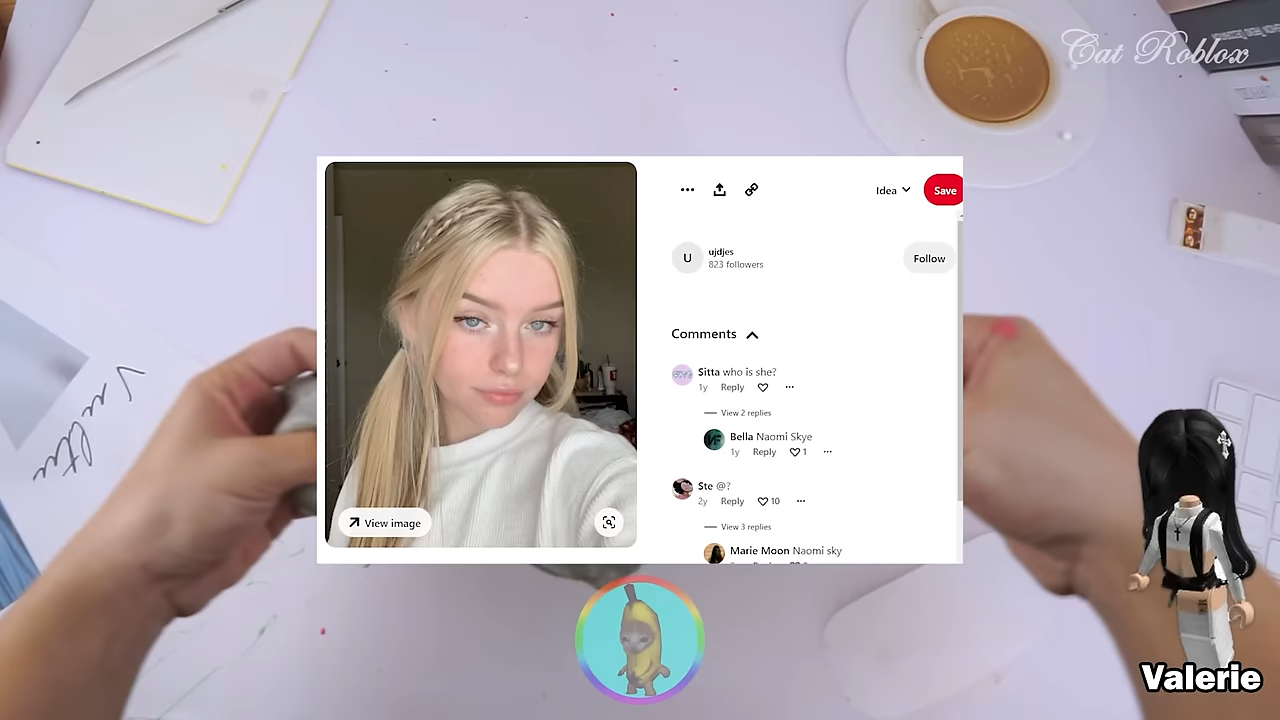 Cat Roblox
Idea
Save
U
ujdjes
823 followers
Follow
Comments
Sitta who is she?
1y Reply
View 2 replies
Bella Naomi Skye
1y Reply 1
Ste @?
2y Reply 10
View 3 replies
Marie Moon Naomi sky
View image
Valerie